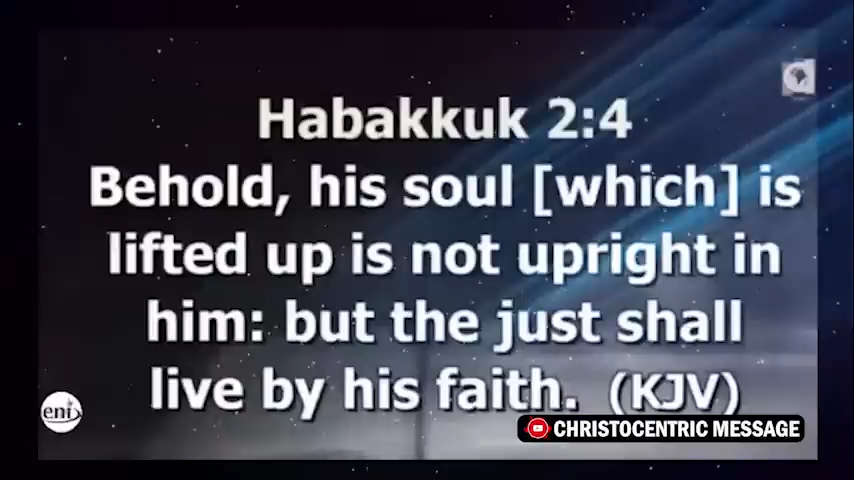 Habakkuk 2:4
Behold, his soul [which] is
lifted up is not upright in
him: but the just shall
live by his faith. (KJV)
eni
CHRISTOCENTRIC MESSAGE